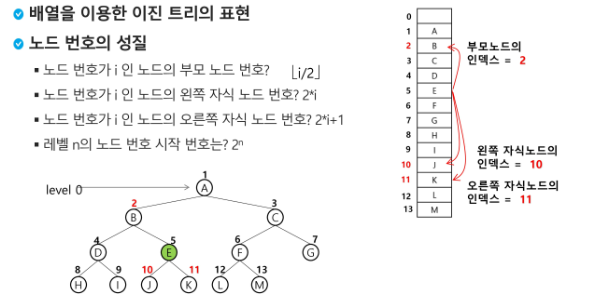 배열을 이용한 이진 트리의 표현
노드 번호의 성질
노드 번호가 i 인 노드의 부모 노드 번호? ⌊i/2⌋
노드 번호가 i 인 노드의 왼쪽 자식 노드 번호? 2*i
노드 번호가 i 인 노드의 오른쪽 자식 노드 번호? 2*i+1
레벨 n의 노드 번호 시작 번호는? 2ⁿ
level 0
1
A
2
3
B
C
4
5
6
7
D
E
F
G
8
9
10
11
12
13
H
I
J
K
L
M
0
1 A
2 B
3 C
4 D
5 E
6 F
7 G
8 H
9 I
10 J
11 K
12 L
13 M
부모노드의
인덱스 = 2
왼쪽 자식노드의
인덱스 = 10
오른쪽 자식노드의
인덱스 = 11